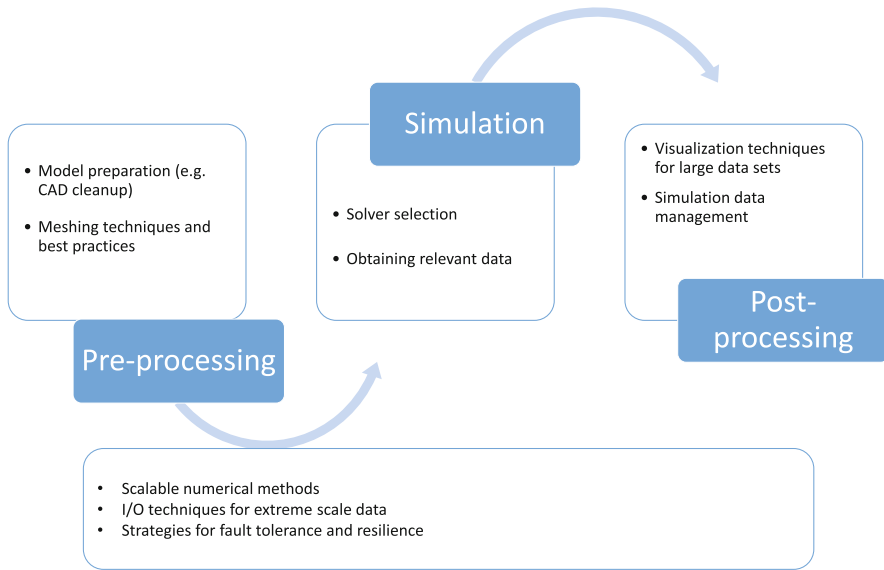 • Model preparation (e.g.
CAD cleanup)
• Meshing techniques and
best practices
Pre-processing
Simulation
• Solver selection
• Obtaining relevant data
• Visualization techniques
for large data sets
• Simulation data
management
Post-
processing
• Scalable numerical methods
• I/O techniques for extreme scale data
• Strategies for fault tolerance and resilience